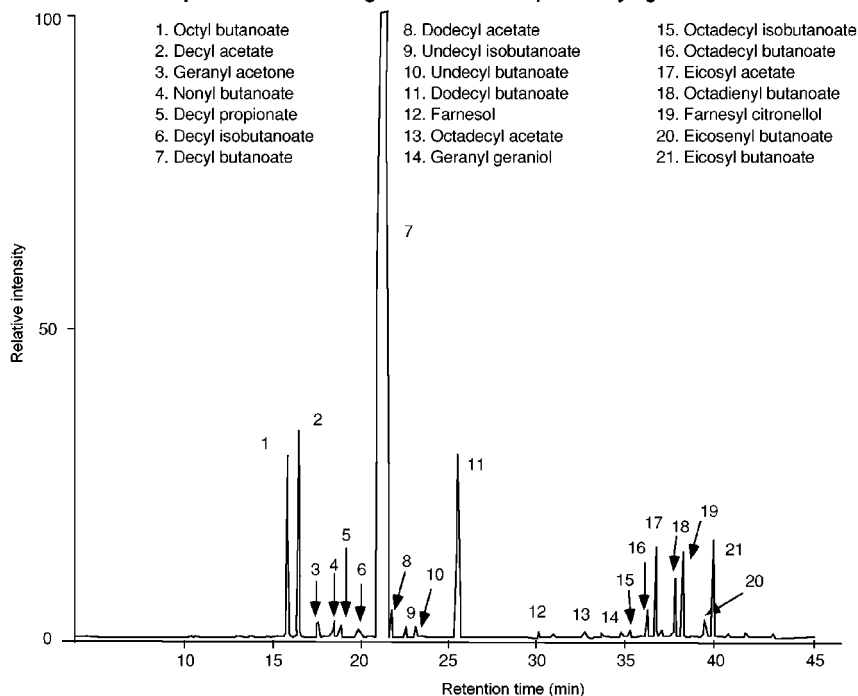 100
1. Octyl butanoate
2. Decyl acetate
3. Geranyl acetone
4. Nonyl butanoate
5. Decyl propionate
6. Decyl isobutanoate
7. Decyl butanoate
8. Dodecyl acetate
9. Undecyl isobutanoate
10. Undecyl butanoate
11. Dodecyl butanoate
12. Farnesol
13. Octadecyl acetate
14. Geranyl geraniol
15. Octadecyl isobutanoate
16. Octadecyl butanoate
17. Eicosyl acetate
18. Octadienyl butanoate
19. Farnesyl citronellol
20. Eicosenyl butanoate
21. Eicosyl butanoate
Relative intensity
50
0
1
2
3
4
5
6
7
8
9
10
11
12
13
14
15
16
17
18
19
20
21
10
15
20
25
30
35
40
45
Retention time (min)